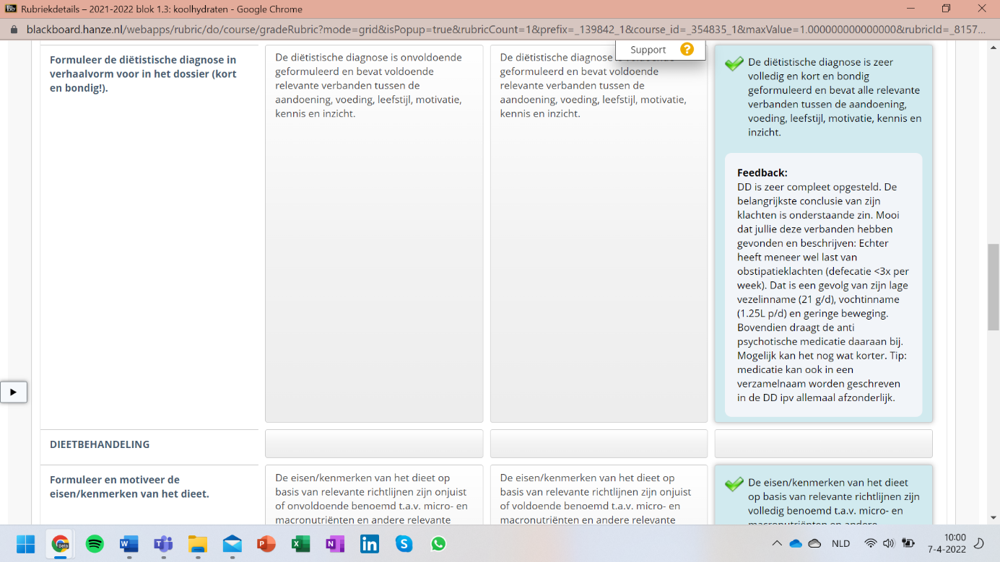 Rubriekdetails – 2021-2022 blok 1.3: koolhydraten - Google Chrome
blackboard.hanze.nl/webapps/rubric/do/course/gradeRubric?mode=grid&isPopup=true&rubricCount=1&prefix=_139842_1&course_id=_354835_1&maxValue=1.000000000000000&rubricId=_8157...
Support
Formuleer de diëtistische diagnose in
verhaalvorm voor in het dossier (kort
en bondig!).
De diëtistische diagnose is onvoldoende
geformuleerd en bevat voldoende
relevante verbanden tussen de
aandoening, voeding, leefstijl, motivatie,
kennis en inzicht.
De diëtistische diagnose
geformuleerd en bevat voldoende
relevante verbanden tussen de
aandoening, voeding, leefstijl, motivatie,
kennis en inzicht.
De diëtistische diagnose is zeer
volledig en kort en bondig
geformuleerd en bevat alle relevante
verbanden tussen de aandoening,
voeding, leefstijl, motivatie, kennis en
inzicht.
Feedback:
DD is zeer compleet opgesteld. De
belangrijkste conclusie van zijn
klachten is onderstaande zin. Mooi
dat jullie deze verbanden hebben
gevonden en beschrijven: Echter
heeft meneer wel last van
obstipatieklachten (defecatie <3x per
week). Dat is een gevolg van zijn lage
vezelinname (21 g/d), vochtinname
(1.25L p/d) en geringe beweging.
Bovendien draagt de anti
psychotische medicatie daaraan bij.
Mogelijk kan het nog wat korter. Tip:
medicatie kan ook in een
verzamelnaam worden geschreven
in de DD ipv allemaal afzonderlijk.
DIEETBEHANDELING
Formuleer en motiveer de
eisen/kenmerken van het dieet.
De eisen/kenmerken van het dieet op
basis van relevante richtlijnen zijn onjuist
of onvoldoende benoemd t.a.v. micro- en
macronutriënten en andere relevante
De eisen/kenmerken van het dieet op
basis van relevante richtlijnen zijn onjuist
of voldoende benoemd t.a.v. micro- en
macronutriënten en andere relevante
De eisen/kenmerken van het dieet
op basis van relevante richtlijnen zijn
volledig benoemd t.a.v. micro- en
macronutriënten en andere
NLD
10:00
7-4-2022